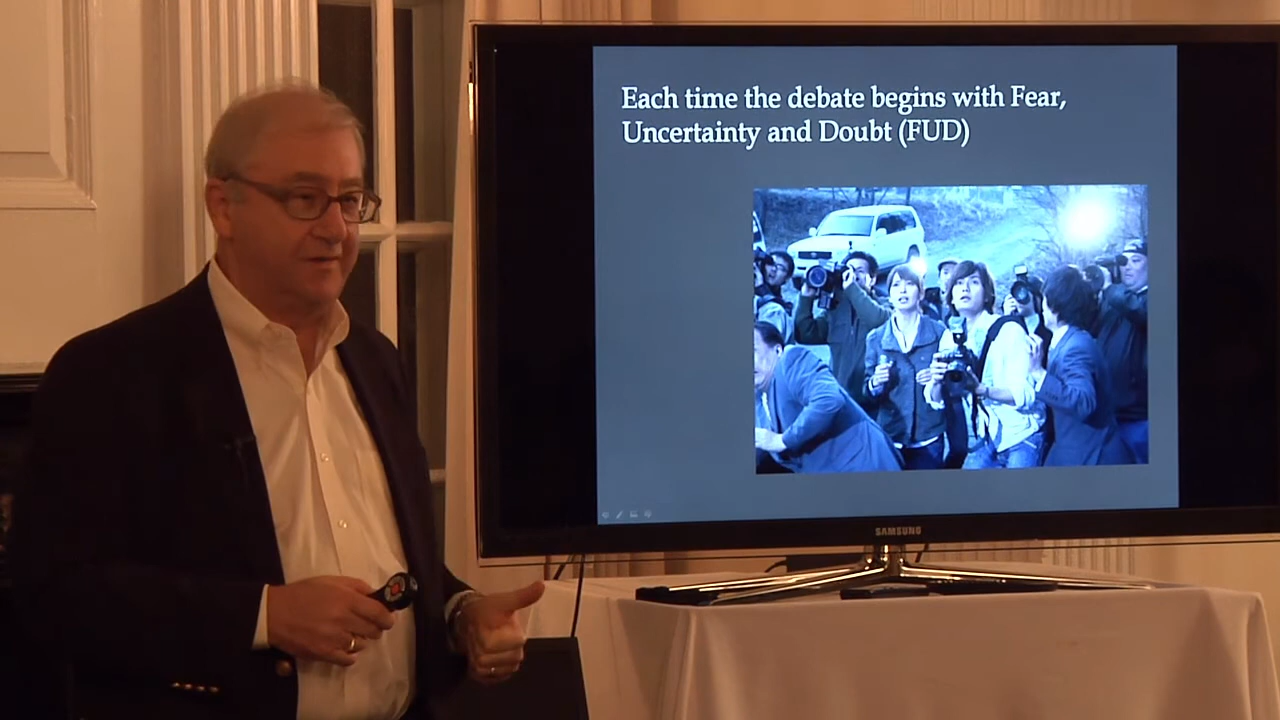 Each time the debate begins with Fear,
Uncertainty and Doubt (FUD)
SAMSUNG